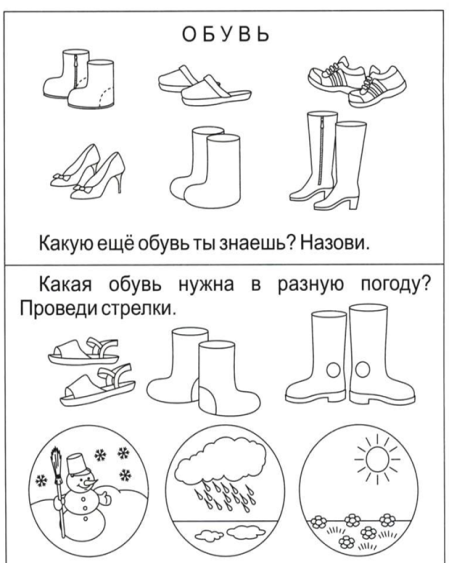 ОБУВЬ
Какую ещё обувь ты знаешь? Назови.
Какая обувь нужна в разную погоду?
Проведи стрелки.